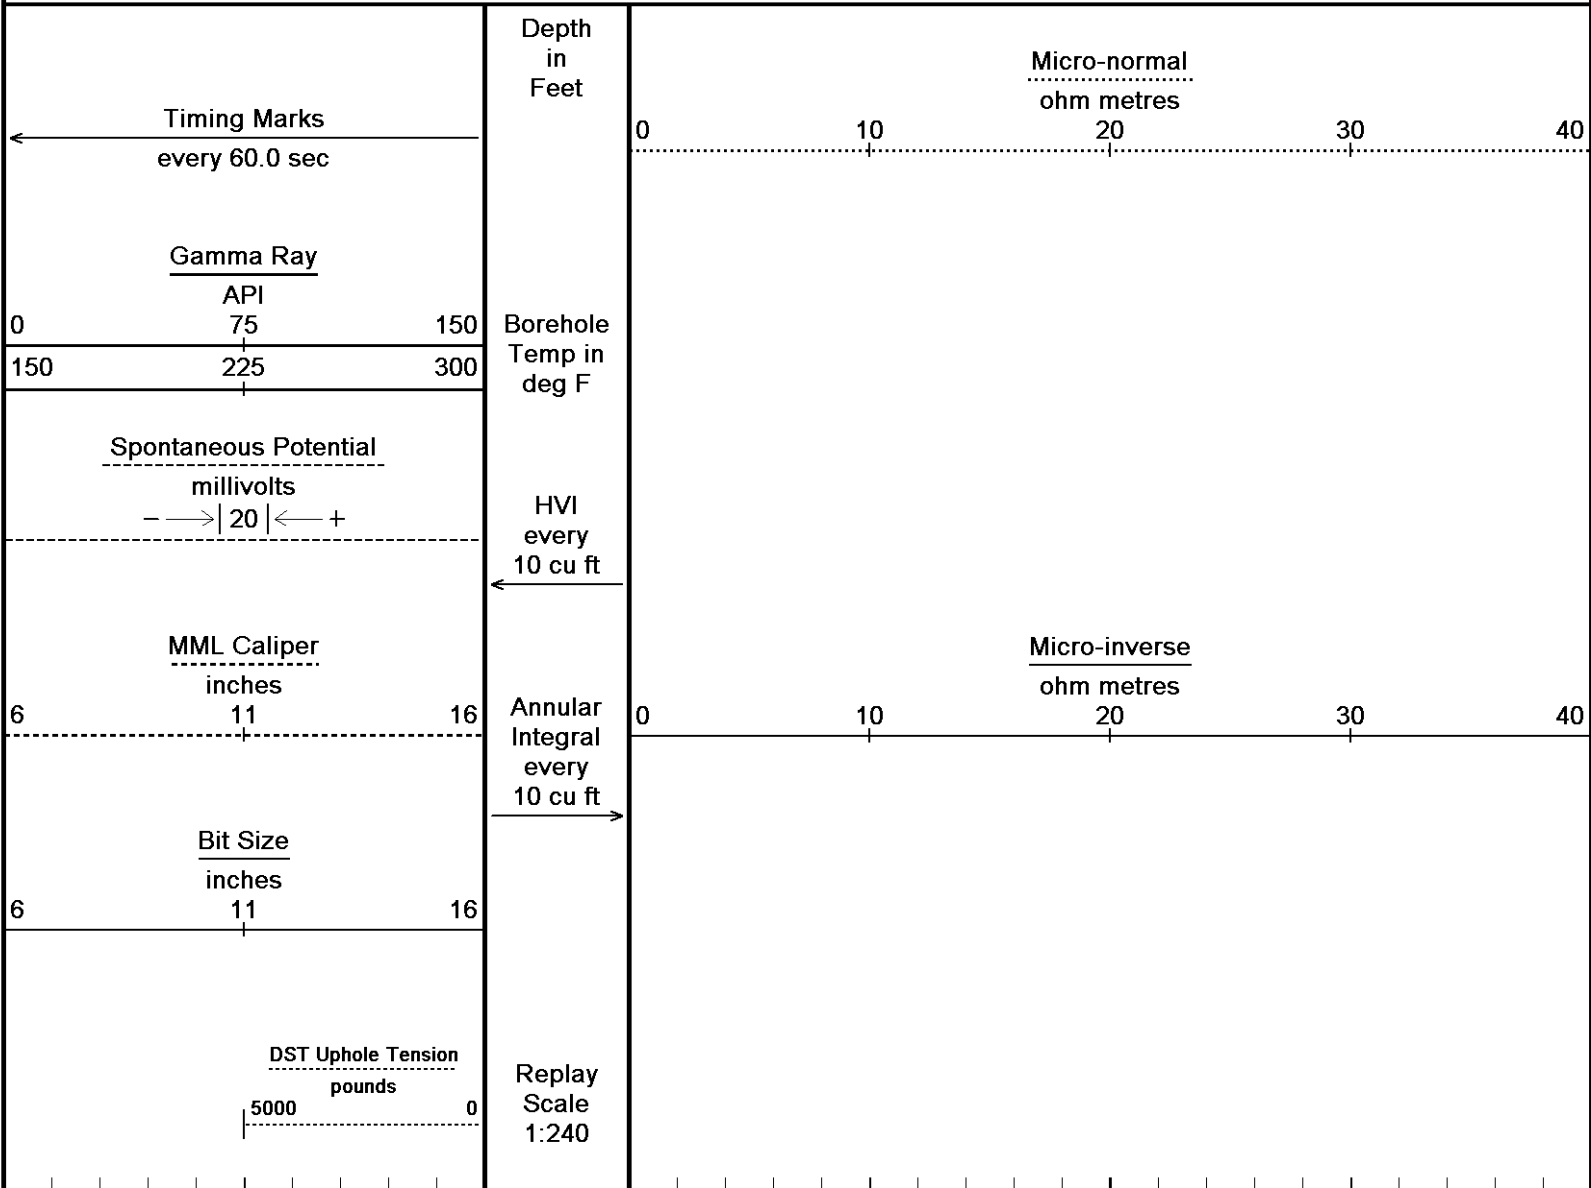 Timing Marks
every 60.0 sec
Gamma Ray
API
0 75 150
150 225 300
Spontaneous Potential
millivolts
− 20 +
MML Caliper
inches
6 11 16
Bit Size
inches
6 11 16
DST Uphole Tension
pounds
5000 0
Depth
in
Feet
Borehole
Temp in
deg F
HVI
every
10 cu ft
Annular
Integral
every
10 cu ft
Replay
Scale
1:240
Micro-normal
ohm metres
0 10 20 30 40
Micro-inverse
ohm metres
0 10 20 30 40